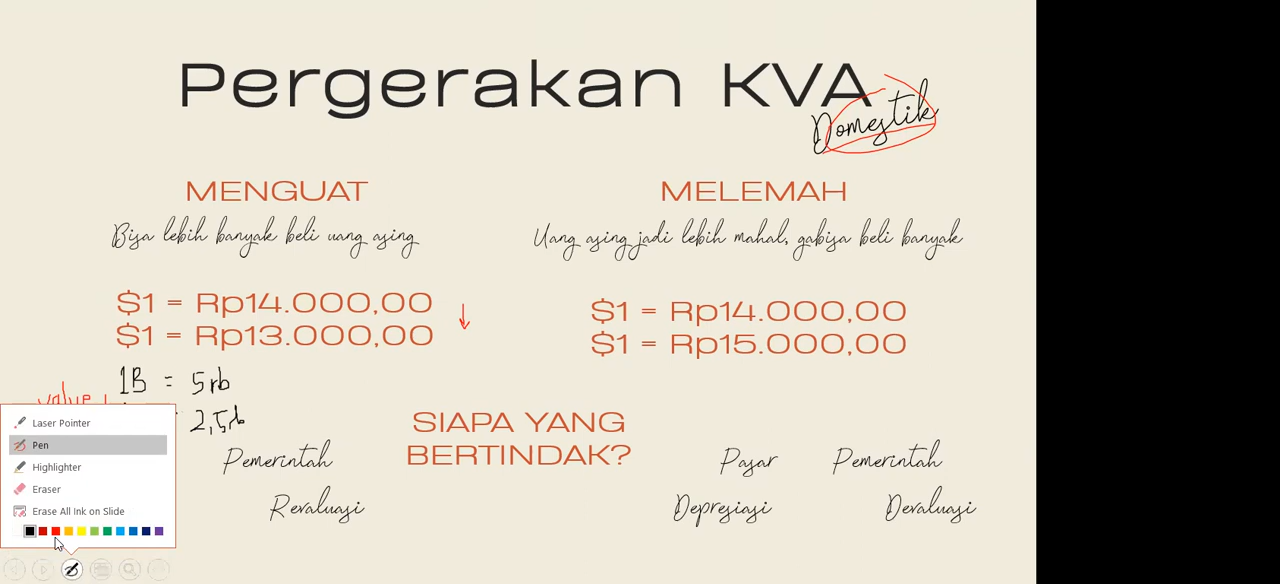 Pergerakan KVA
Domestik
MENGUAT
Bisa lebih banyak beli uang asing
$1 = Rp14.000,00
$1 = Rp13.000,00
1B = 5 rb
2,5rb
value
MELEMAH
Uang asing jadi lebih mahal, gabisa beli banyak
$1 = Rp14.000,00
$1 = Rp15.000,00
SIAPA YANG
BERTINDAK?
Pemerintah
Revaluasi
Pasar
Depresiasi
Pemerintah
Devaluasi
Laser Pointer
Pen
Highlighter
Eraser
Erase All Ink on Slide